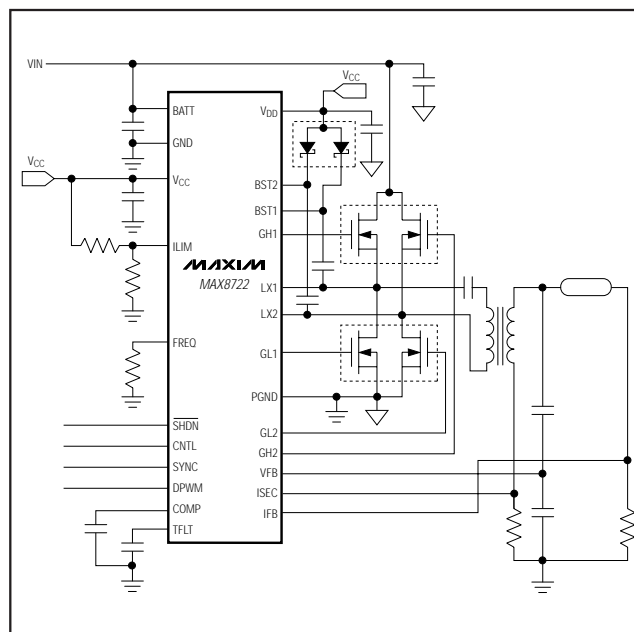 VIN
VCC
BATT
VDD
GND
VCC
VCC
BST2
BST1
GH1
ILIM
MAXIM
MAX8722
LX1
LX2
FREQ
GL1
PGND
SHDN
GL2
CNTL
GH2
SYNC
VFB
DPWM
ISEC
COMP
IFB
TFLT